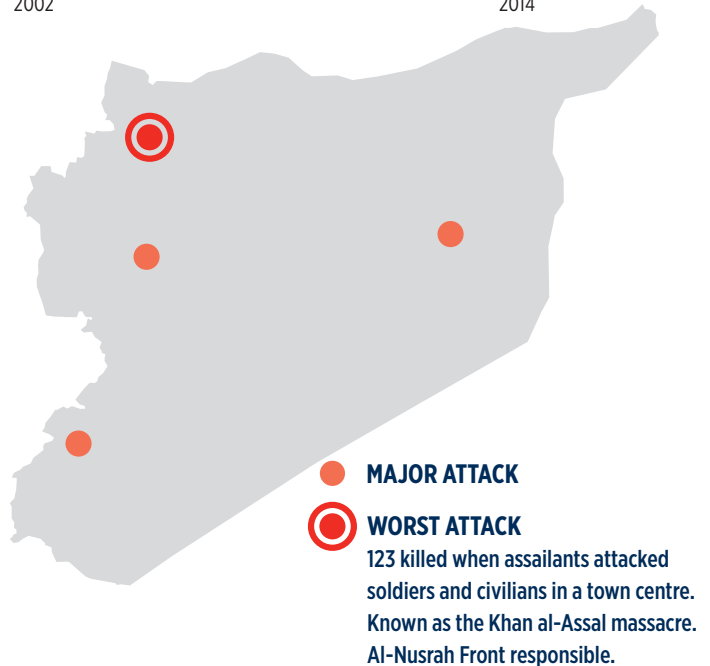 2002 2014
MAJOR ATTACK
WORST ATTACK
123 killed when assailants attacked
soldiers and civilians in a town centre.
Known as the Khan al-Assal massacre.
Al-Nusrah Front responsible.